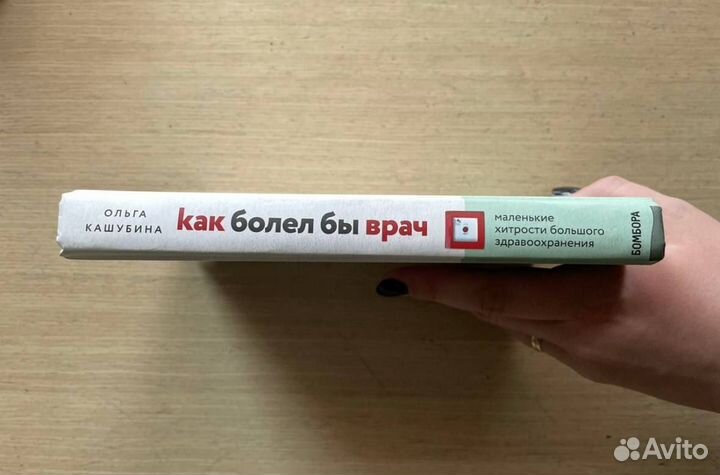 ОЛЬГА
КАШУБИНА
как болел бы врач
маленькие
хитрости большого
здравоохранения
БОМБОРА
Avito